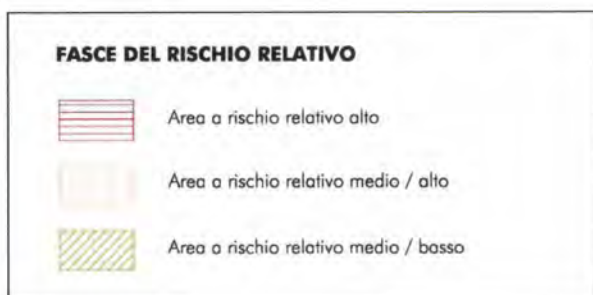 FASCE DEL RISCHIO RELATIVO
Area a rischio relativo alto
Area a rischio relativo medio / alto
Area a rischio relativo medio / basso